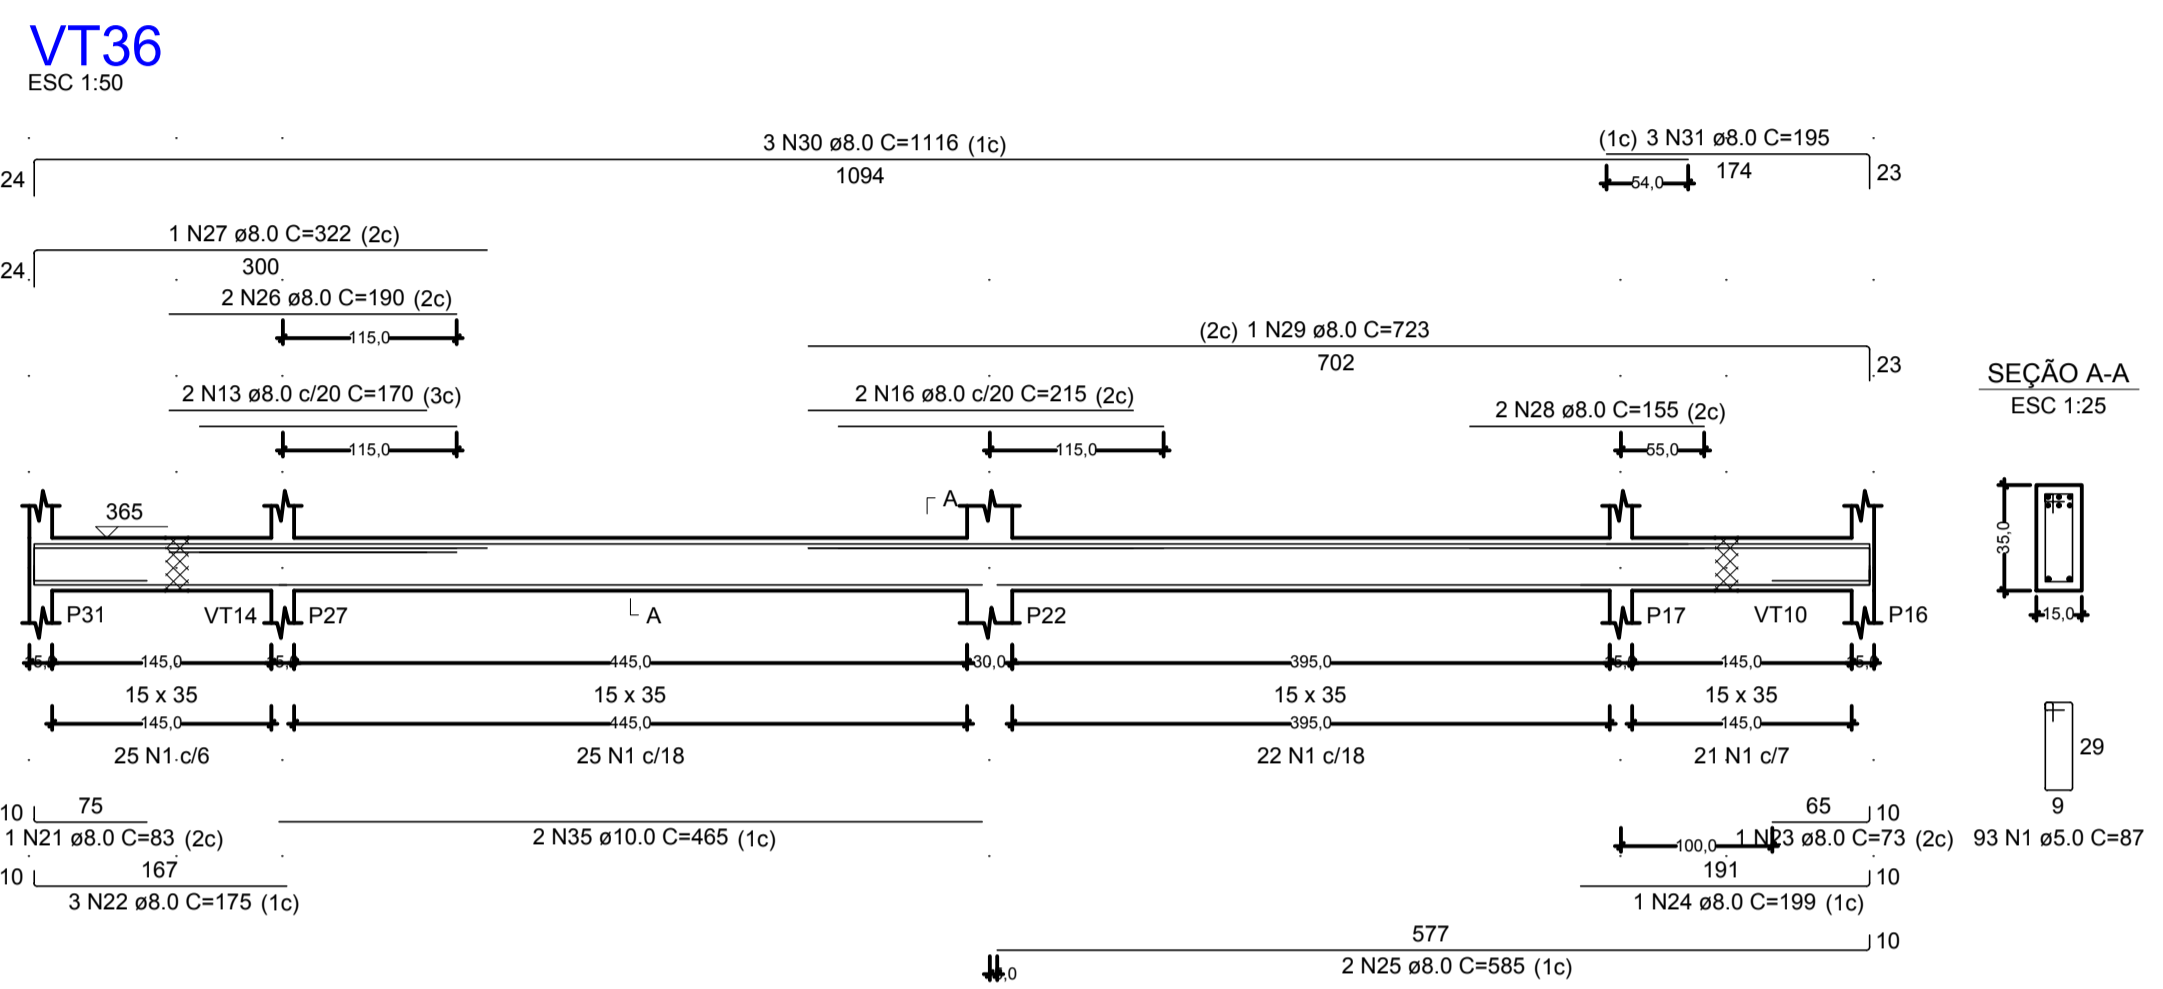 VT36
ESC 1:50
3 N30 ø8.0 C=1116 (1c)
(1c) 3 N31 ø8.0 C=195
24
1094
54,0
174
23
1 N27 ø8.0 C=322 (2c)
24
300
2 N26 ø8.0 C=190 (2c)
115,0
(2c) 1 N29 ø8.0 C=723
702
23
SEÇÃO A-A
ESC 1:25
2 N13 ø8.0 c/20 C=170 (3c)
2 N16 ø8.0 c/20 C=215 (2c)
2 N28 ø8.0 C=155 (2c)
115,0
115,0
55,0
365
A
35,0
P31
VT14
P27
A
P22
P17
VT10
P16
15,0
145,0
445,0
30,0
395,0
145,0
15 x 35
15 x 35
15 x 35
15 x 35
145,0
445,0
395,0
145,0
25 N1 c/6
25 N1 c/18
22 N1 c/18
21 N1 c/7
29
9
10
75
65
10
1 N21 ø8.0 C=83 (2c)
2 N35 ø10.0 C=465 (1c)
100,0
1 N23 ø8.0 C=73 (2c)
93 N1 ø5.0 C=87
10
167
191
10
3 N22 ø8.0 C=175 (1c)
1 N24 ø8.0 C=199 (1c)
577
10
2 N25 ø8.0 C=585 (1c)